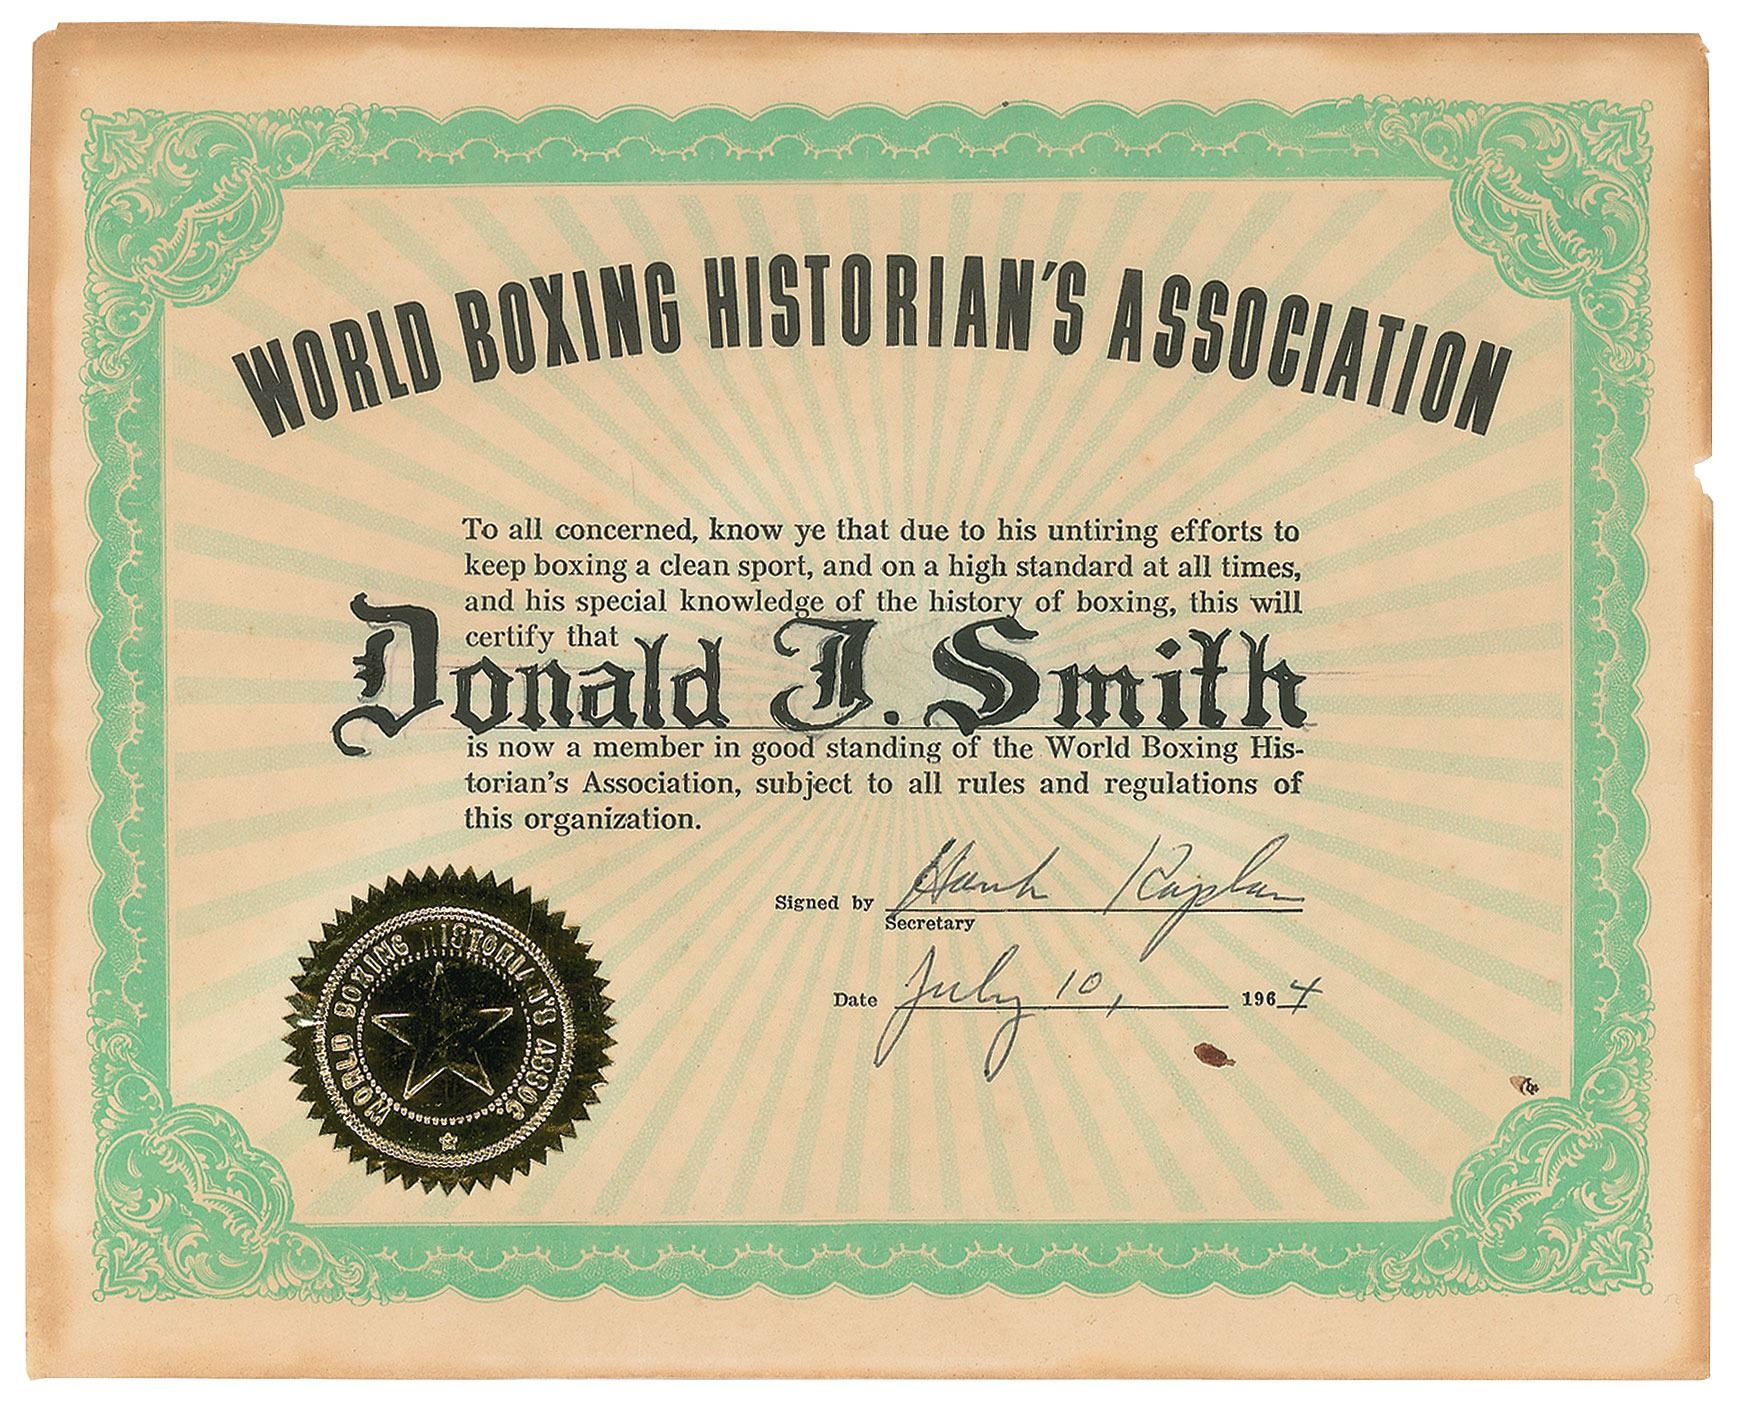 WORLD BOXING HISTORIAN'S ASSOCIATION
To all concerned, know ye that due to his untiring efforts to
keep boxing a clean sport, and on a high standard at all times,
and his special knowledge of the history of boxing, this will
certify that
Donald J. Smith
is now a member in good standing of the World Boxing His-
torian's Association, subject to all rules and regulations of
this organization.
Signed by Hank Kaplan
Secretary
Date July 10, 1964
WORLD BOXING HISTORIAN'S ASSOC.